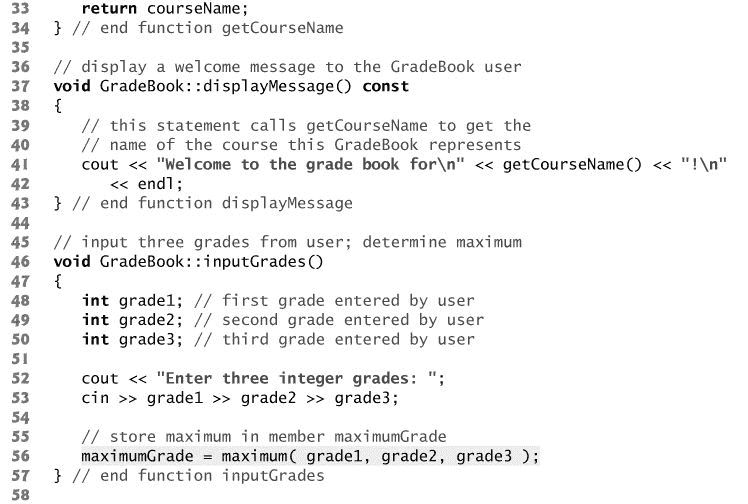 33 return courseName;
34 } // end function getCourseName
35
36 // display a welcome message to the GradeBook user
37 void GradeBook::displayMessage() const
38 {
39 // this statement calls getCourseName to get the
40 // name of the course this GradeBook represents
41 cout << "Welcome to the grade book for\n" << getCourseName() << "!\n"
42 << endl;
43 } // end function displayMessage
44
45 // input three grades from user; determine maximum
46 void GradeBook::inputGrades()
47 {
48 int grade1; // first grade entered by user
49 int grade2; // second grade entered by user
50 int grade3; // third grade entered by user
51
52 cout << "Enter three integer grades: ";
53 cin >> grade1 >> grade2 >> grade3;
54
55 // store maximum in member maximumGrade
56 maximumGrade = maximum( grade1, grade2, grade3 );
57 } // end function inputGrades
58